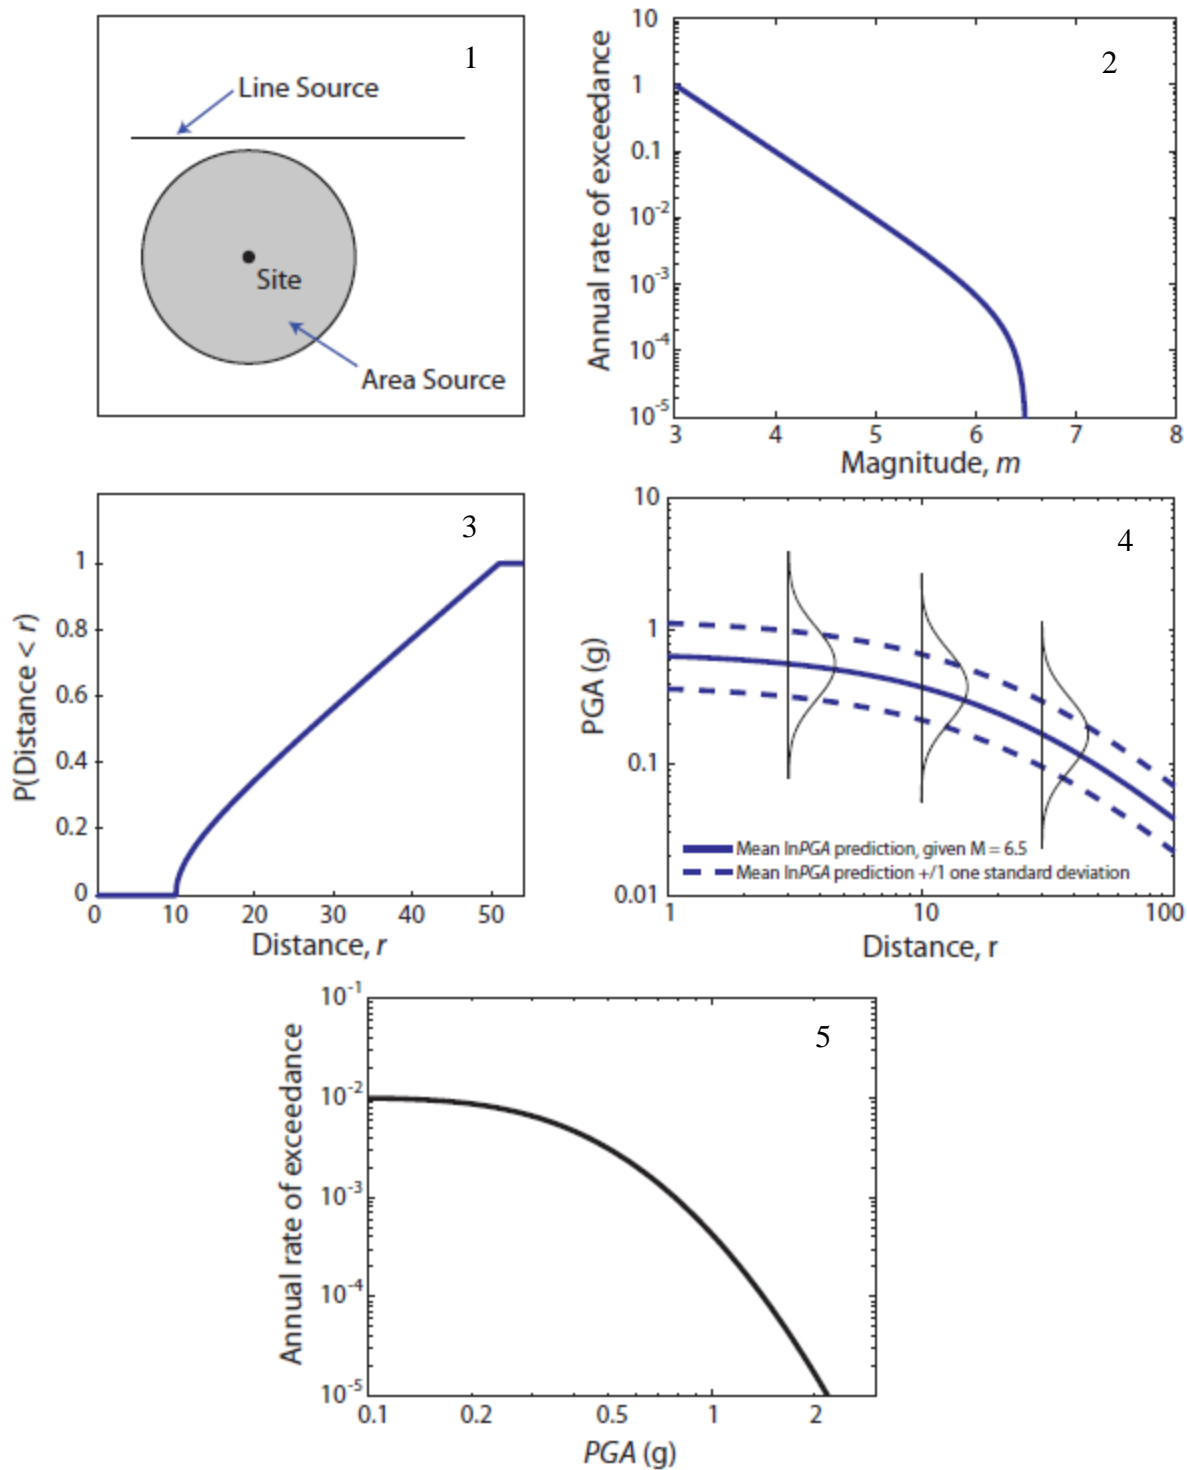 1
Line Source
Site
Area Source
2
Annual rate of exceedance
10
1
0.1
10-2
10-3
10-4
10-5
3 4 5 6 7 8
Magnitude, m
3
P(Distance < r)
1
0.8
0.6
0.4
0.2
0
0 10 20 30 40 50
Distance, r
4
PGA (g)
10
1
0.1
0.01
Mean lnPGA prediction, given M = 6.5
Mean lnPGA prediction +/1 one standard deviation
1 10 100
Distance, r
5
Annual rate of exceedance
10-1
10-2
10-3
10-4
10-5
0.1 0.2 0.5 1 2
PGA (g)